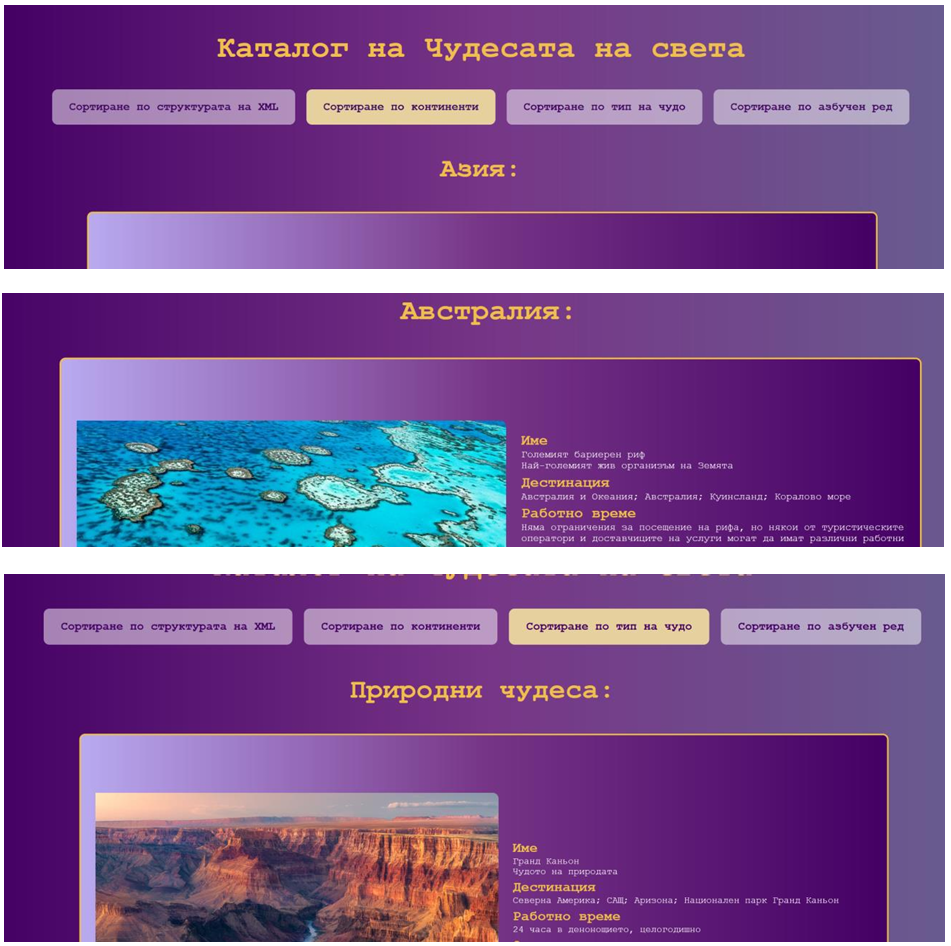 Каталог на Чудесата на света
Сортиране по структурата на XML
Сортиране по континенти
Сортиране по тип на чудо
Сортиране по азбучен ред
Азия:
Австралия:
Име
Големият бариерен риф
Най-големият жив организъм на Земята
Дестинация
Австралия и Океания; Австралия; Куинсланд; Коралово море
Работно време
Няма ограничения за посещение на рифа, но някои от туристическите
оператори и доставчиците на услуги могат да имат различни работни
Каталог на Чудесата на света
Сортиране по структурата на XML
Сортиране по континенти
Сортиране по тип на чудо
Сортиране по азбучен ред
Природни чудеса:
Име
Гранд Каньон
Чудото на природата
Дестинация
Северна Америка; САЩ; Аризона; Национален парк Гранд Каньон
Работно време
24 часа в денонощието, целогодишно